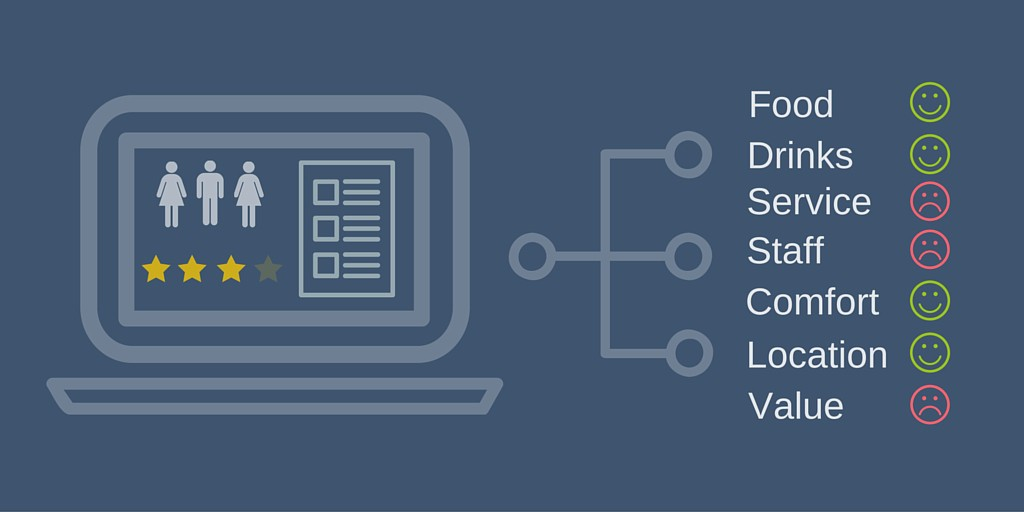 Food
Drinks
Service
Staff
Comfort
Location
Value